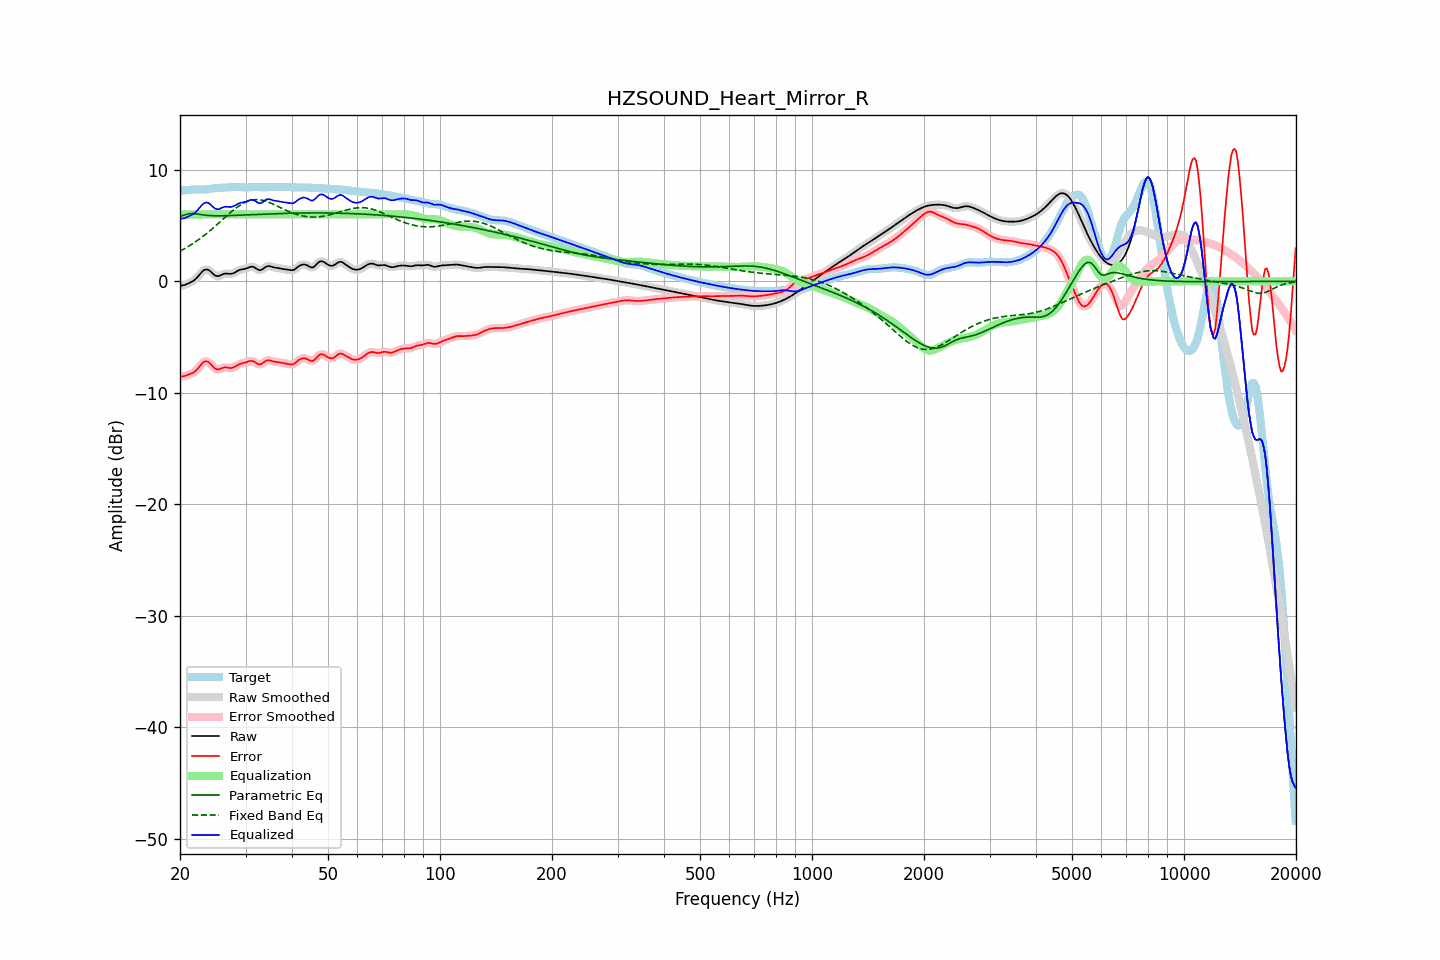 HZSOUND_Heart_Mirror_R
10
0
−10
−20
−30
−40
−50
Amplitude (dBr)
Target
Raw Smoothed
Error Smoothed
Raw
Error
Equalization
Parametric Eq
Fixed Band Eq
Equalized
20 50 100 200 500 1000 2000 5000 10000 20000
Frequency (Hz)